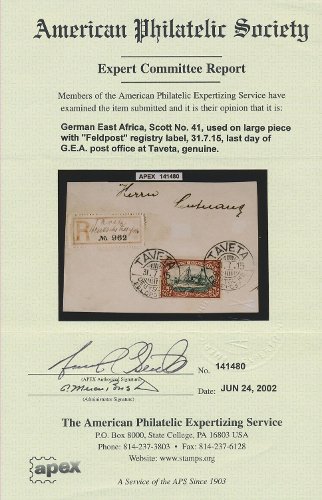 American Philatelic Society
Expert Committee Report
Members of the American Philatelic Expertizing Service have
examined the item submitted and it is their opinion that it is:
German East Africa, Scott No. 41, used on large piece
with "Feldpost" registry label, 31.7.15, last day of
G.E.A. post office at Taveta, genuine.
APEX 141480
Herrn
R
No 962
TAVETA
TAVETA
No. 141480
(APEX Authorized Signature)
Date: JUN 24, 2002
(Administrator Signature)
The American Philatelic Expertizing Service
P.O. Box 8000, State College, PA 16803 USA
Phone: 814-237-3803 • Fax: 814-237-6128
Website: www.stamps.org
apex
A Service of the APS Since 1903